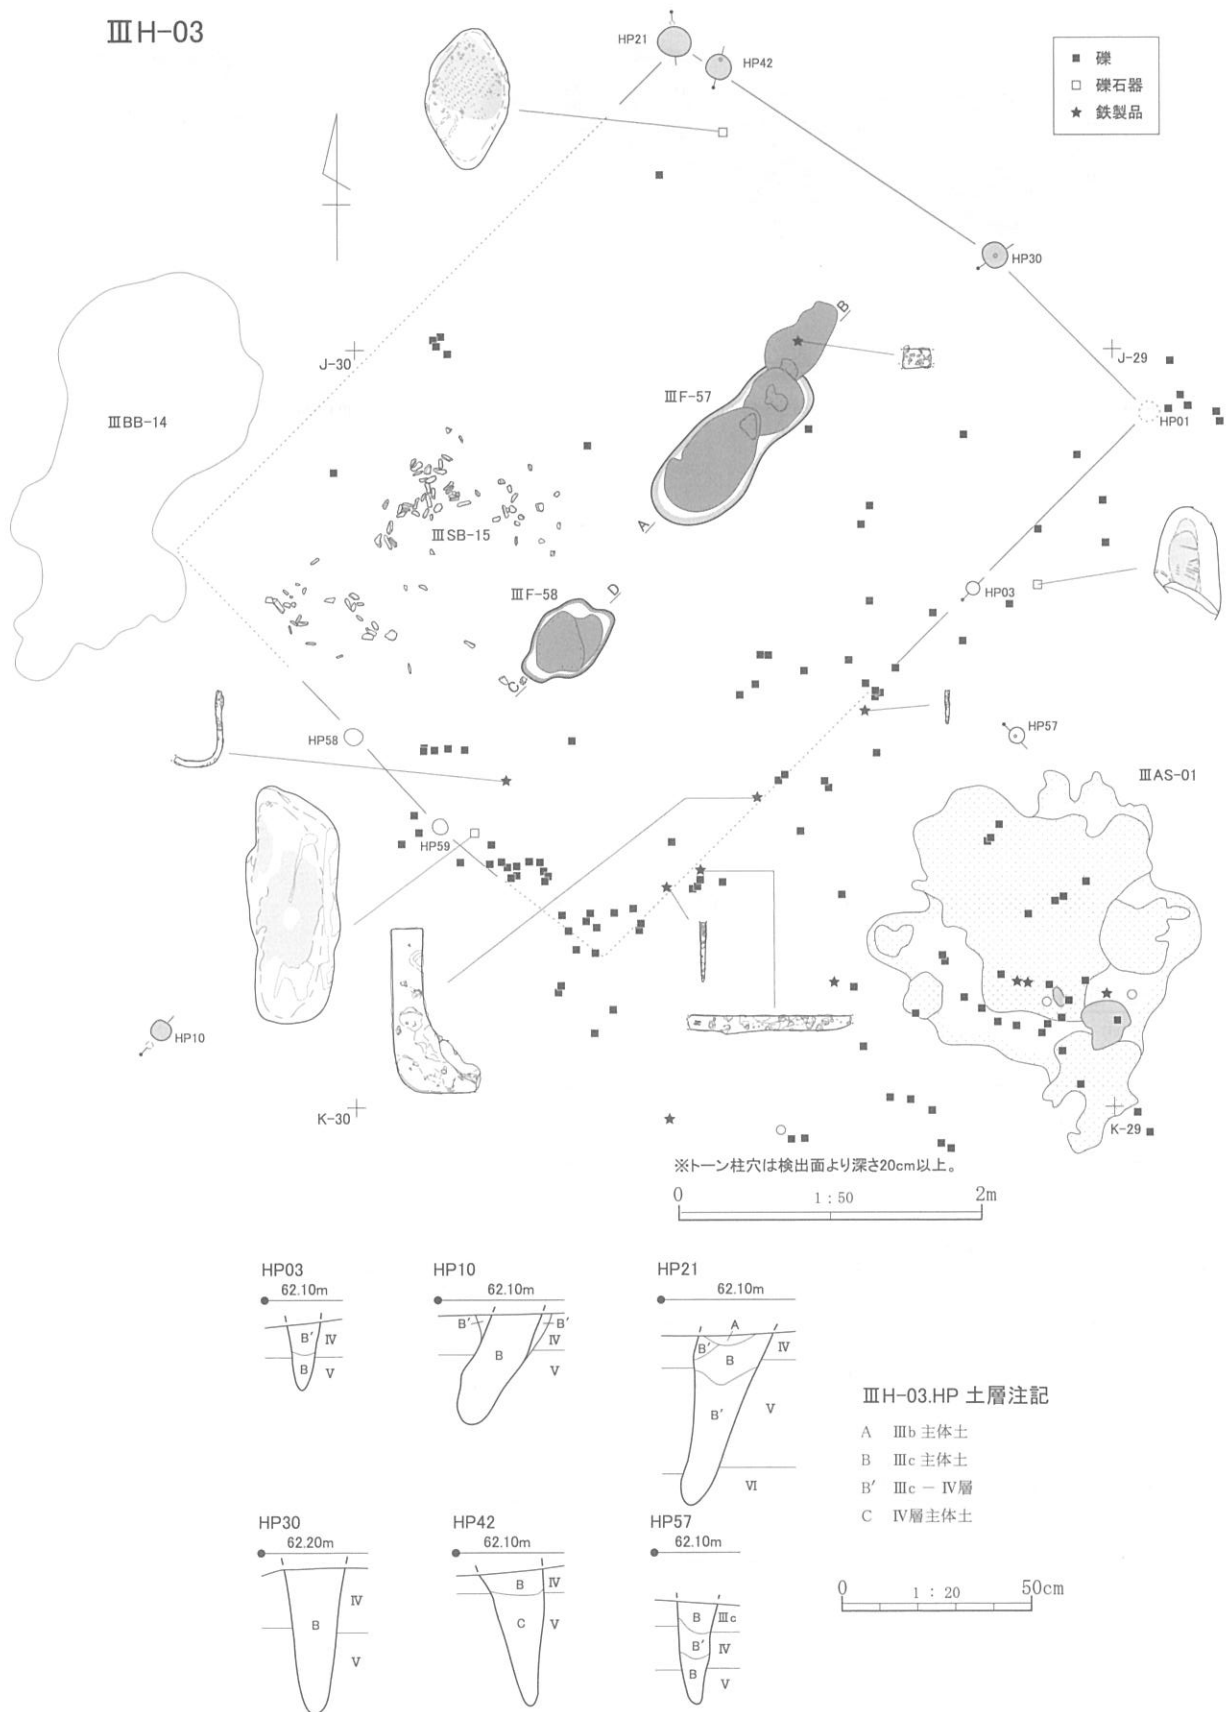 ⅢH-03
HP21
HP42
■ 礫
□ 礫石器
★ 鉄製品
HP30
J-30
J-29
B
ⅢF-57
ⅢBB-14
HP01
ⅢSB-15
A
ⅢF-58
D
HP03
C
HP58
HP57
ⅢAS-01
HP59
HP10
K-30
K-29
※トーン柱穴は検出面より深さ20cm以上。
0 1：50 2m
HP03
62.10m
B′ Ⅳ
B Ⅴ
HP10
62.10m
B′ B′
Ⅳ
B Ⅴ
HP21
62.10m
A
B′ Ⅳ
B
B′ Ⅴ
Ⅵ
ⅢH-03.HP 土層注記
A Ⅲb 主体土
B Ⅲc 主体土
B′ Ⅲc － Ⅳ層
C Ⅳ層主体土
HP30
62.20m
Ⅳ
B
Ⅴ
HP42
62.10m
B Ⅳ
C Ⅴ
HP57
62.10m
B Ⅲc
B′ Ⅳ
B Ⅴ
0 1：20 50cm